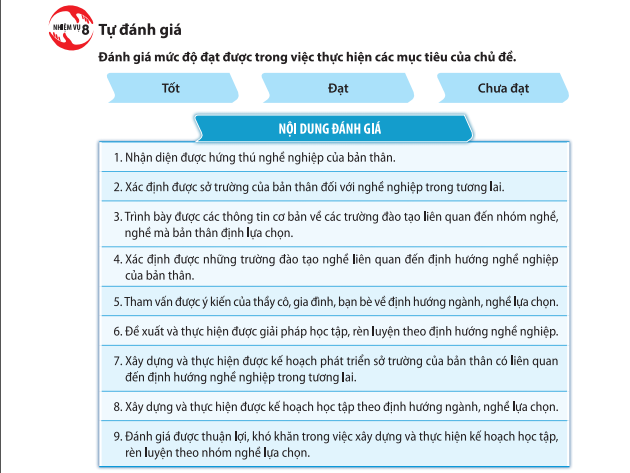 NHIỆM VỤ 8 Tự đánh giá
Đánh giá mức độ đạt được trong việc thực hiện các mục tiêu của chủ đề.
Tốt Đạt Chưa đạt
NỘI DUNG ĐÁNH GIÁ
1. Nhận diện được hứng thú nghề nghiệp của bản thân.
2. Xác định được sở trường của bản thân đối với nghề nghiệp trong tương lai.
3. Trình bày được các thông tin cơ bản về các trường đào tạo liên quan đến nhóm nghề,
nghề mà bản thân định lựa chọn.
4. Xác định được những trường đào tạo nghề liên quan đến định hướng nghề nghiệp
của bản thân.
5. Tham vấn được ý kiến của thầy cô, gia đình, bạn bè về định hướng ngành, nghề lựa chọn.
6. Đề xuất và thực hiện được giải pháp học tập, rèn luyện theo định hướng nghề nghiệp.
7. Xây dựng và thực hiện được kế hoạch phát triển sở trường của bản thân có liên quan
đến định hướng nghề nghiệp trong tương lai.
8. Xây dựng và thực hiện được kế hoạch học tập theo định hướng ngành, nghề lựa chọn.
9. Đánh giá được thuận lợi, khó khăn trong việc xây dựng và thực hiện kế hoạch học tập,
rèn luyện theo nhóm nghề lựa chọn.